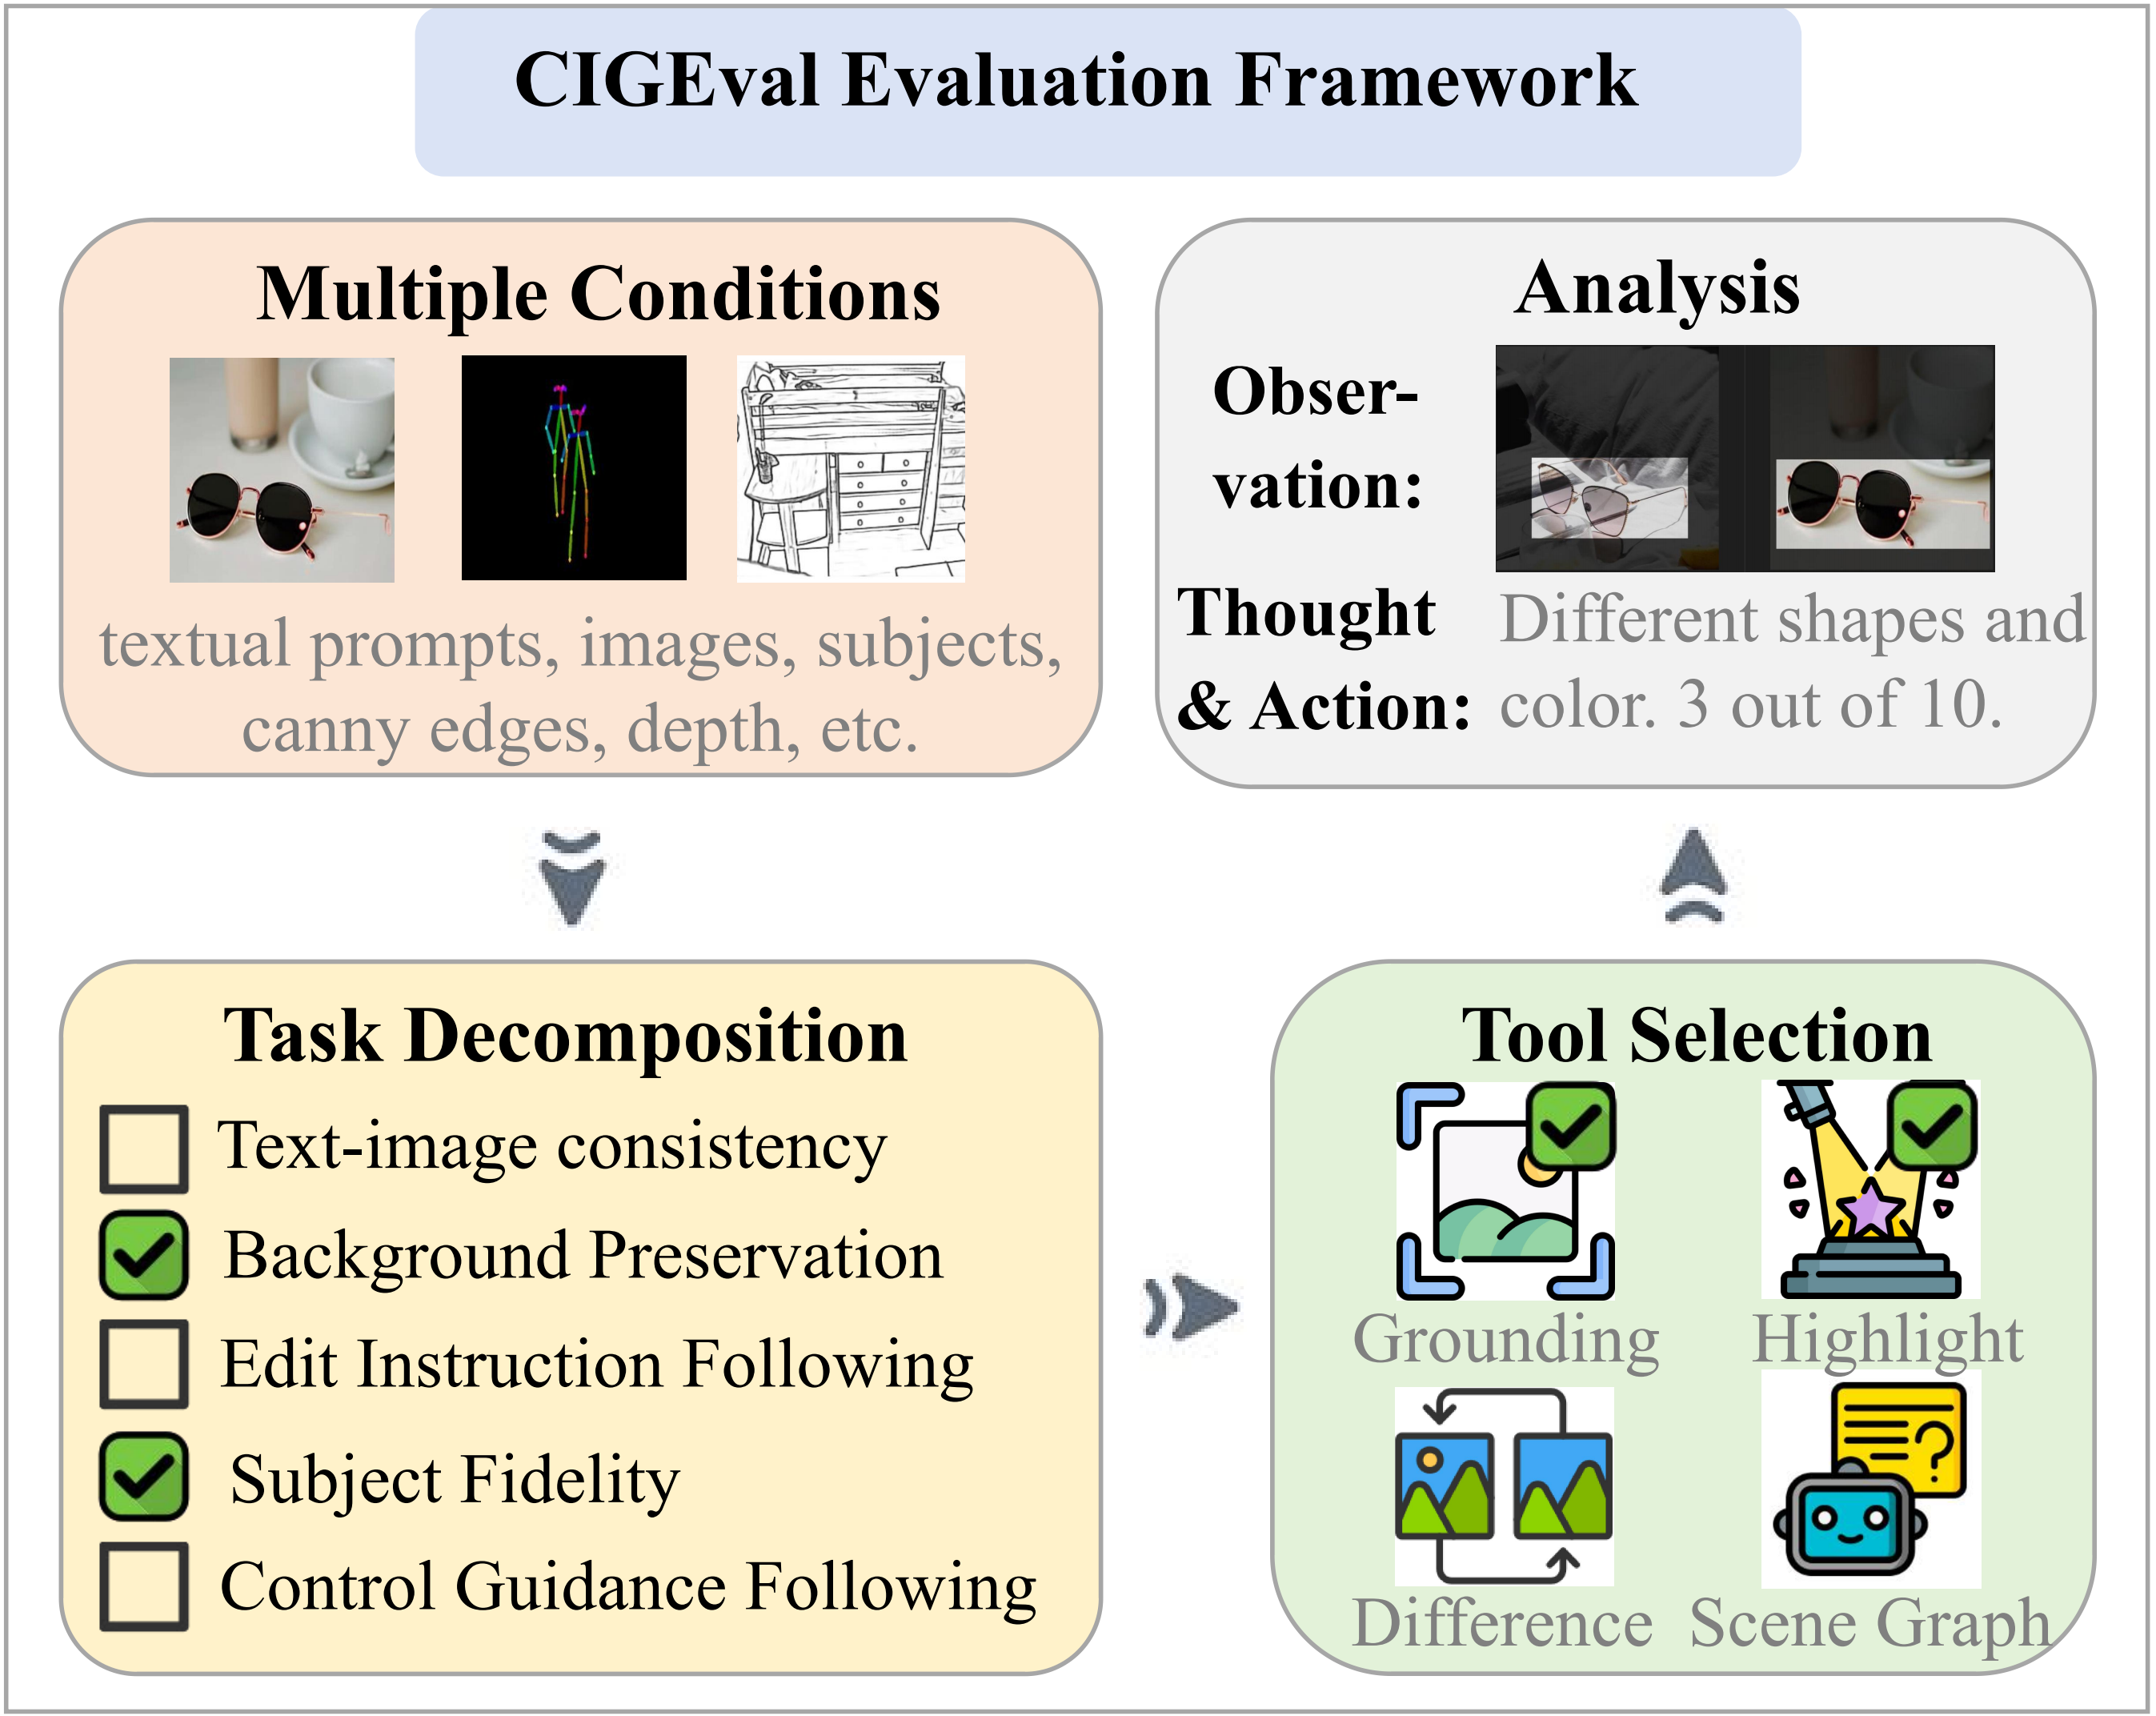 CIGEval Evaluation Framework
Multiple Conditions
textual prompts, images, subjects,
canny edges, depth, etc.
Analysis
Obser-
vation:
Thought
& Action:
Different shapes and
color. 3 out of 10.
Task Decomposition
Text-image consistency
Background Preservation
Edit Instruction Following
Subject Fidelity
Control Guidance Following
Tool Selection
Grounding
Highlight
?
Difference
Scene Graph